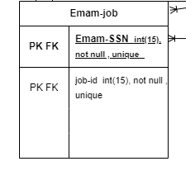 Emam-job
PK FK
Emam-SSN int(15),
not null , unique
PK FK
job-id int(15), not null ,
unique